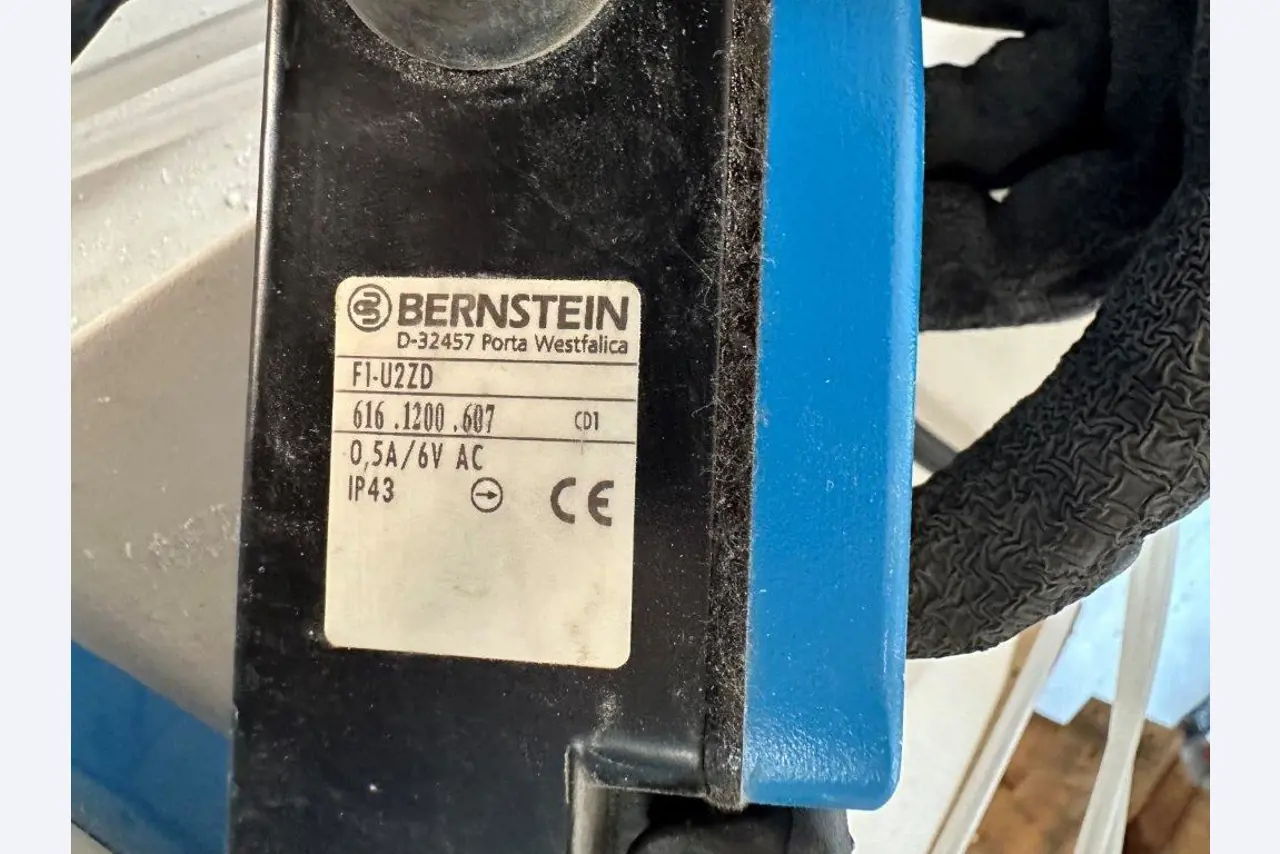 BERNSTEIN
D-32457 Porta Westfalica
F1-U2ZD
616 .1200 .607 CD1
0,5A/6V AC
IP43 CE